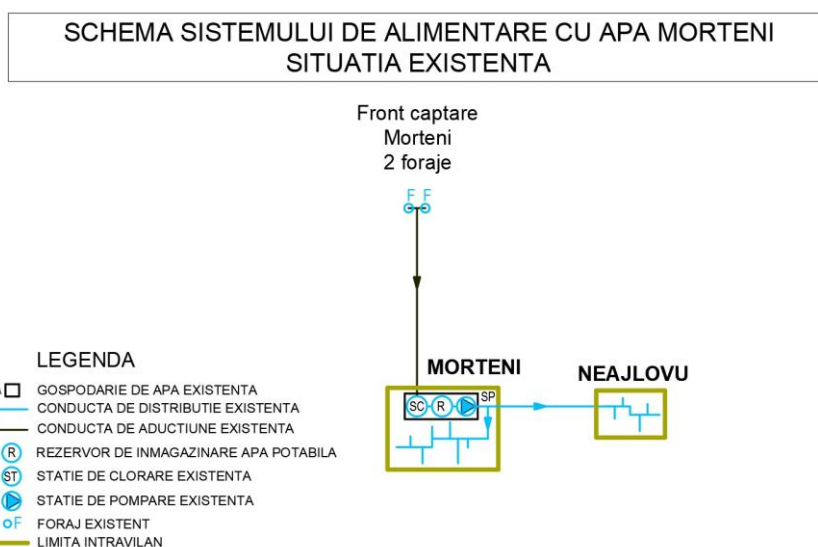 SCHEMA SISTEMULUI DE ALIMENTARE CU APA MORTENI
SITUATIA EXISTENTA
Front captare
Morteni
2 foraje
F F
MORTENI
NEAJLOVU
SC R SP
LEGENDA
GOSPODARIE DE APA EXISTENTA
CONDUCTA DE DISTRIBUTIE EXISTENTA
CONDUCTA DE ADUCTIUNE EXISTENTA
R REZERVOR DE INMAGAZINARE APA POTABILA
ST STATIE DE CLORARE EXISTENTA
STATIE DE POMPARE EXISTENTA
F FORAJ EXISTENT
LIMITA INTRAVILAN